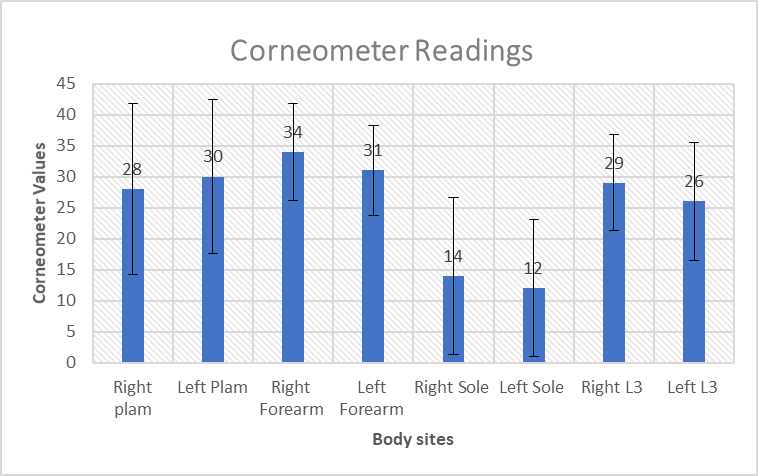 Corneometer Readings
Corneometer Values
45
40
35
30
25
20
15
10
5
0
28
30
34
31
14
12
29
26
Right
plam
Left Plam
Right
Forearm
Left
Forearm
Right Sole
Left Sole
Right L3
Left L3
Body sites